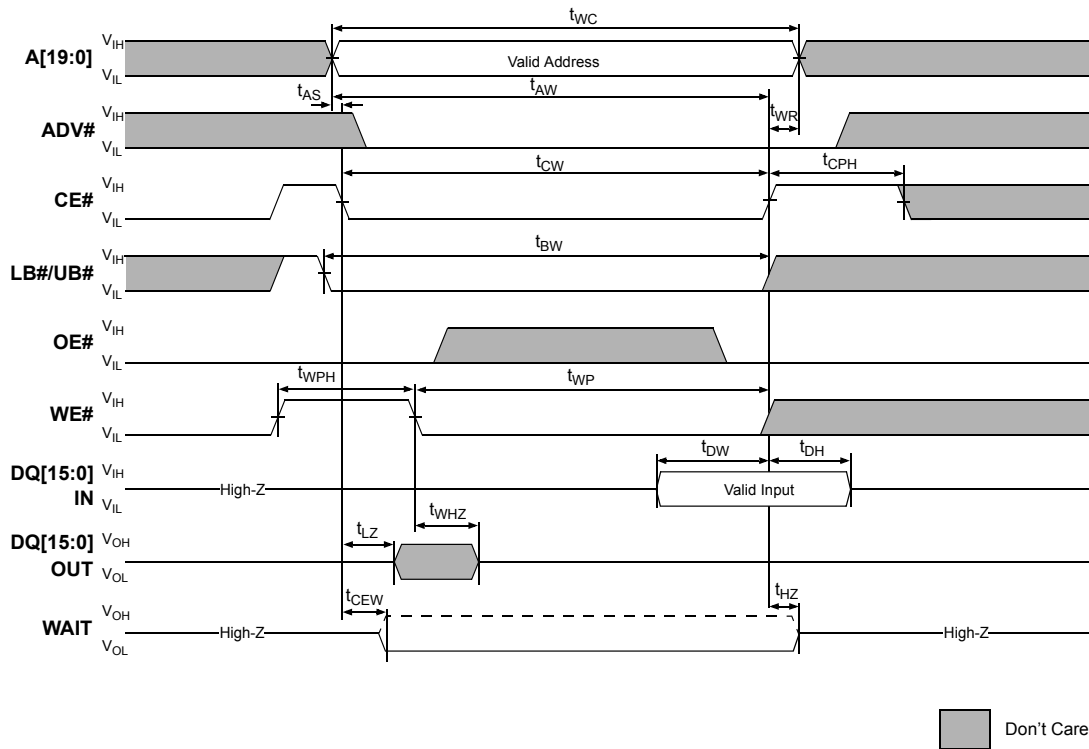 tWC
A[19:0] VIH VIL Valid Address
tAS tAW
ADV# VIH VIL tWR
tCW tCPH
CE# VIH VIL
tBW
LB#/UB# VIH VIL
OE# VIH VIL
tWPH tWP
WE# VIH VIL
tDW tDH
DQ[15:0] IN VIH VIL High-Z Valid Input
tLZ tWHZ
DQ[15:0] OUT VOH VOL
tCEW tHZ
WAIT VOH VOL High-Z High-Z
Don't Care